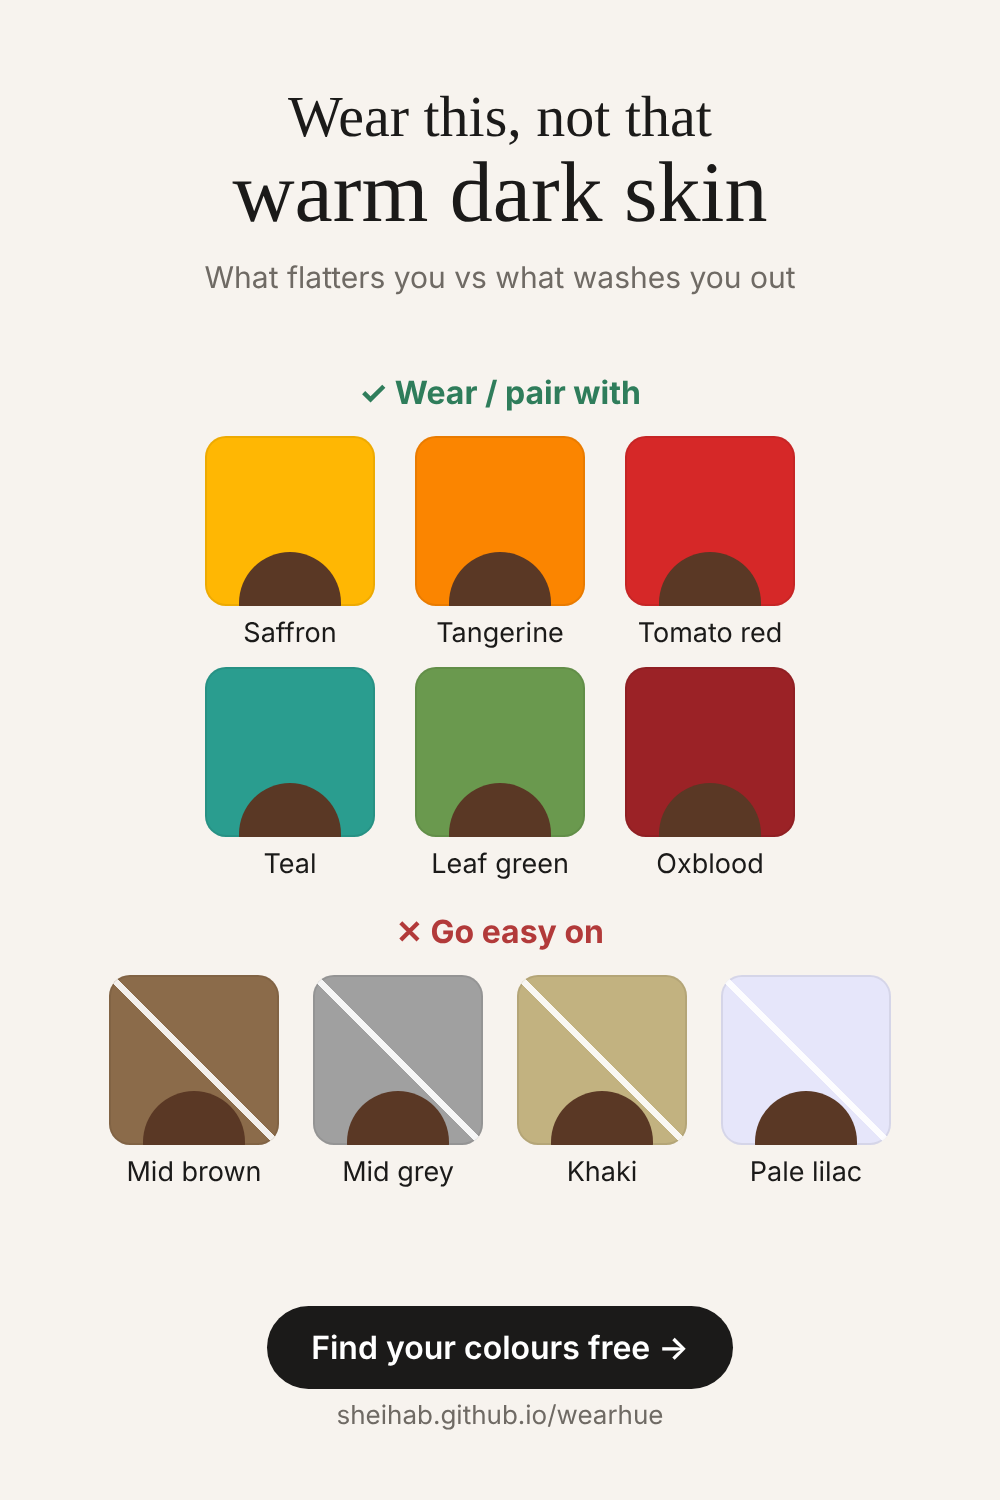 Wear this, not that
warm dark skin
What flatters you vs what washes you out
✓ Wear / pair with
Saffron
Tangerine
Tomato red
Teal
Leaf green
Oxblood
✕ Go easy on
Mid brown
Mid grey
Khaki
Pale lilac
Find your colours free →
sheihab.github.io/wearhue